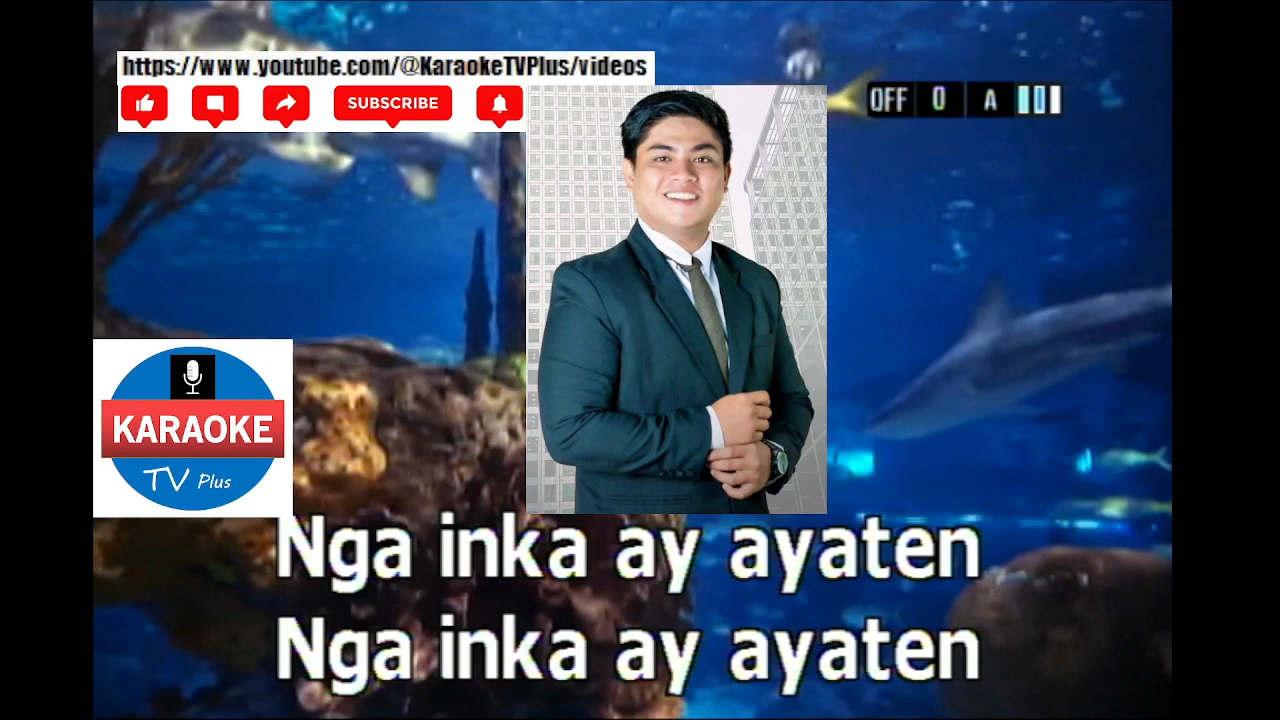 https://www.youtube.com/@KaraokeTVPlus/videos
SUBSCRIBE
OFF 0 A
KARAOKE
TV Plus
Nga inka ay ayaten
Nga inka ay ayaten